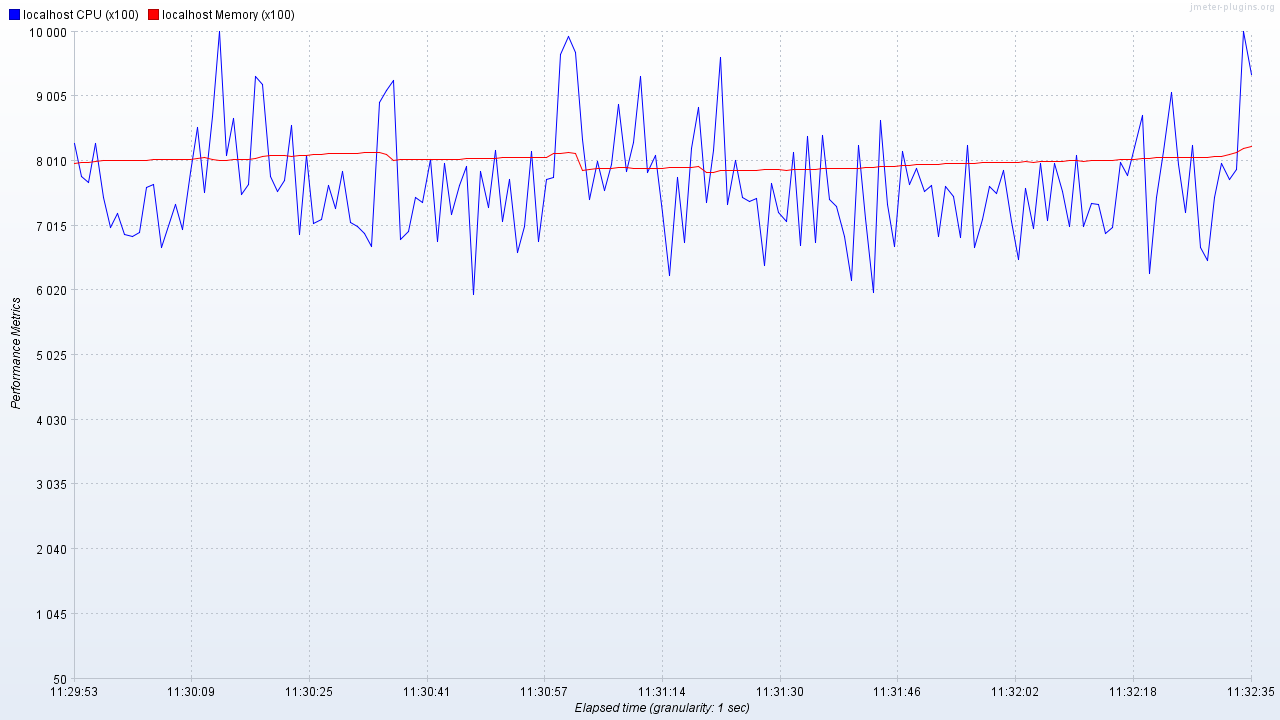 localhost CPU (x100) localhost Memory (x100)
jmeter-plugins.org
10 000
9 005
8 010
7 015
6 020
5 025
4 030
3 035
2 040
1 045
50
Performance Metrics
11:29:53 11:30:09 11:30:25 11:30:41 11:30:57 11:31:14 11:31:30 11:31:46 11:32:02 11:32:18 11:32:35
Elapsed time (granularity: 1 sec)